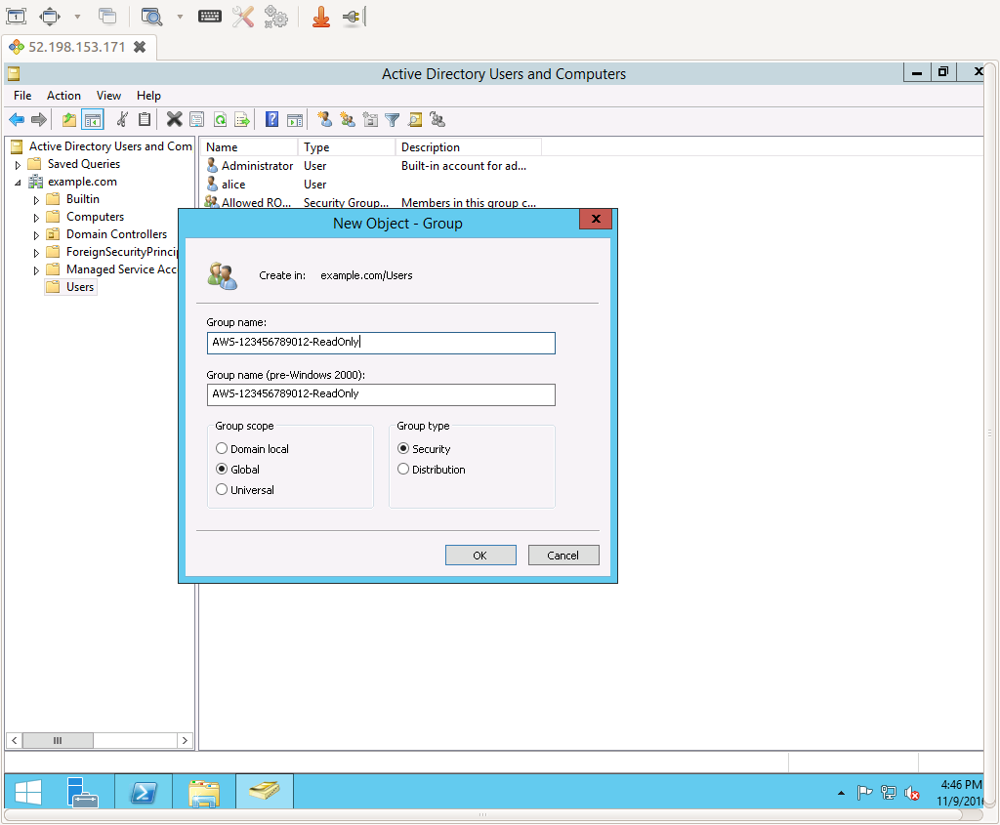 52.198.153.171
Active Directory Users and Computers
File Action View Help
Active Directory Users and Com
Saved Queries
example.com
Builtin
Computers
Domain Controllers
ForeignSecurityPrincip
Managed Service Acc
Users
Name Type Description
Administrator User Built-in account for ad...
alice User
Allowed RO... Security Group... Members in this group c...
New Object - Group
Create in: example.com/Users
Group name:
AWS-123456789012-ReadOnly
Group name (pre-Windows 2000):
AWS-123456789012-ReadOnly
Group scope
Domain local
Global
Universal
Group type
Security
Distribution
OK Cancel
4:46 PM
11/9/2016